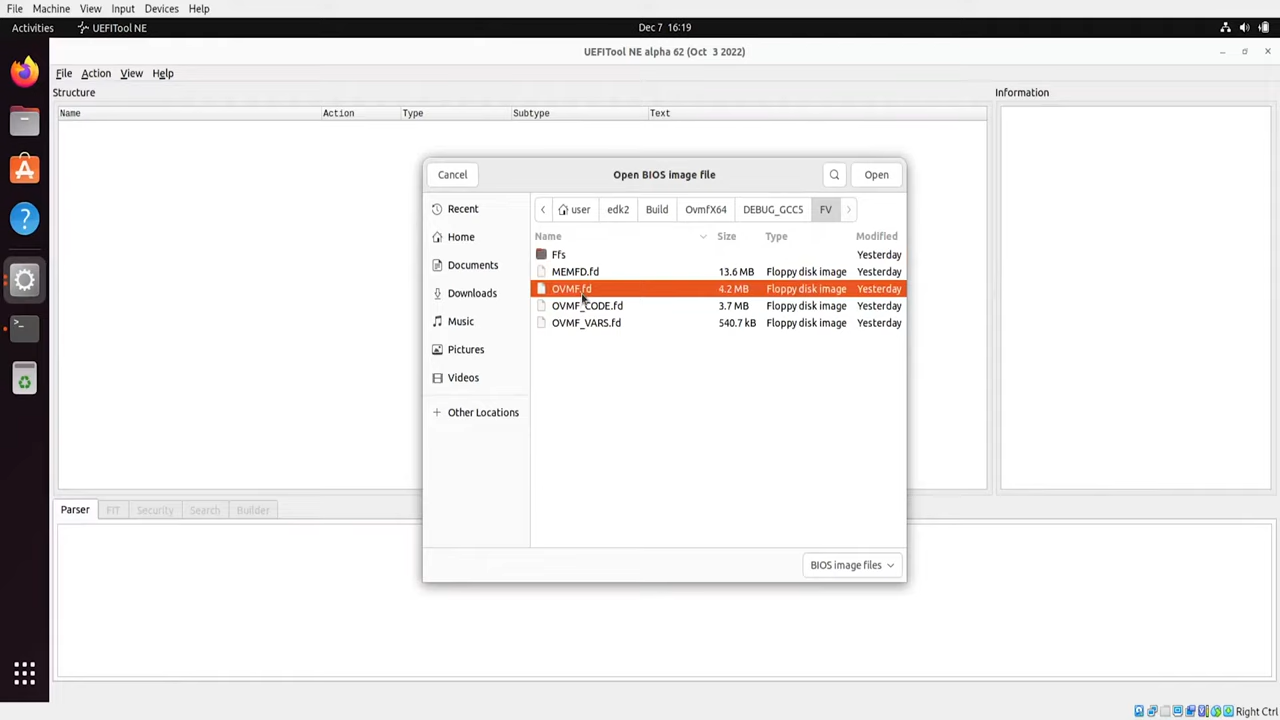 File Machine View Input Devices Help
Activities UEFITool NE Dec 7 16:19
UEFITool NE alpha 62 (Oct 3 2022)
File Action View Help
Structure Information
Name Action Type Subtype Text
Cancel Open BIOS image file Open
Recent user edk2 Build OvmfX64 DEBUG_GCC5 FV
Name Size Type Modified
Home
Ffs Yesterday
Documents
MEMFD.fd 13.6 MB Floppy disk image Yesterday
Downloads
OVMF.fd 4.2 MB Floppy disk image Yesterday
OVMF_CODE.fd 3.7 MB Floppy disk image Yesterday
Music
OVMF_VARS.fd 540.7 kB Floppy disk image Yesterday
Pictures
Videos
Other Locations
Parser FIT Security Search Builder
BIOS image files
Right Ctrl